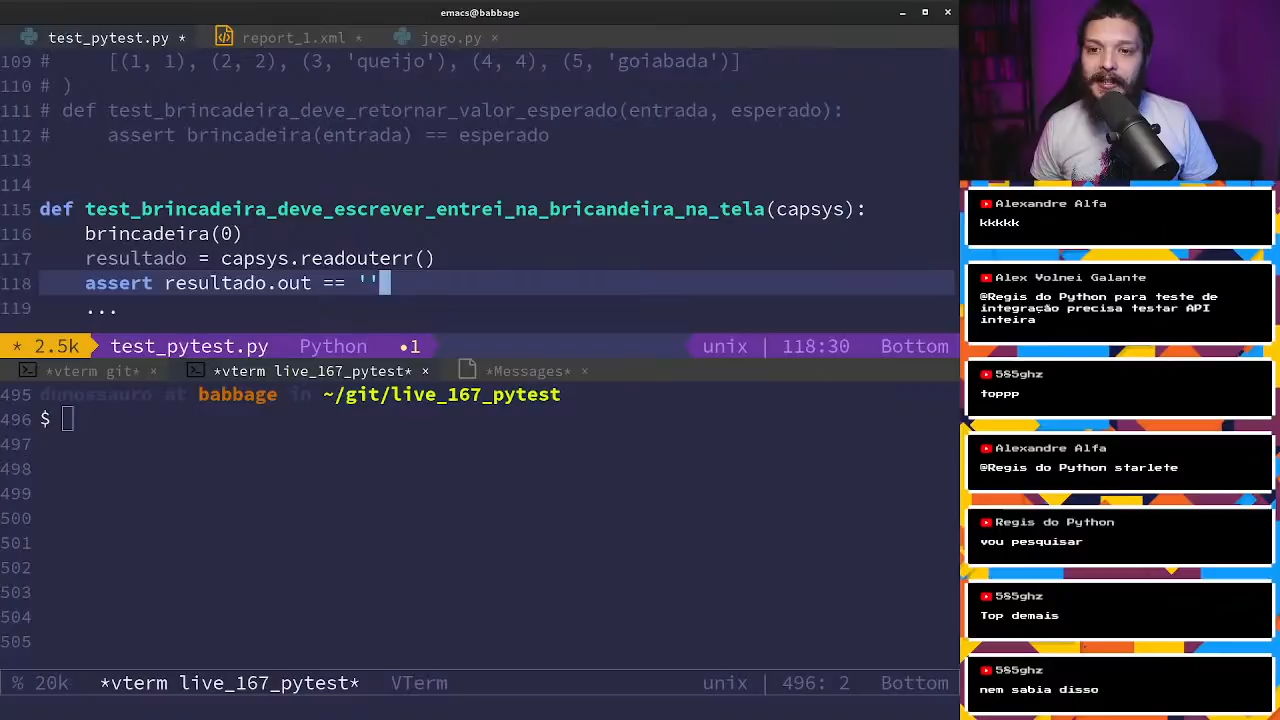 emacs@babbage
test_pytest.py * report_1.xml * jogo.py ×
109 # [(1, 1), (2, 2), (3, 'queijo'), (4, 4), (5, 'goiabada')]
110 # )
111 # def test_brincadeira_deve_retornar_valor_esperado(entrada, esperado):
112 # assert brincadeira(entrada) == esperado
113
114
115 def test_brincadeira_deve_escrever_entrei_na_bricandeira_na_tela(capsys):
116 brincadeira(0)
117 resultado = capsys.readouterr()
118 assert resultado.out == ''
119 ...
* 2.5k test_pytest.py Python •1 unix | 118:30 Bottom
*vterm git* × *vterm live_167_pytest* × *Messages* ×
495 dunossauro at babbage in ~/git/live_167_pytest
496 $
497
498
499
500
501
502
503
504
505
% 20k *vterm live_167_pytest* VTerm unix | 496: 2 Bottom
Alexandre Alfa
kkkkk
Alex Volnei Galante
@Regis do Python para teste de
integração precisa testar API
inteira
585ghz
toppp
Alexandre Alfa
@Regis do Python starlete
Regis do Python
vou pesquisar
585ghz
Top demais
585ghz
nem sabia disso